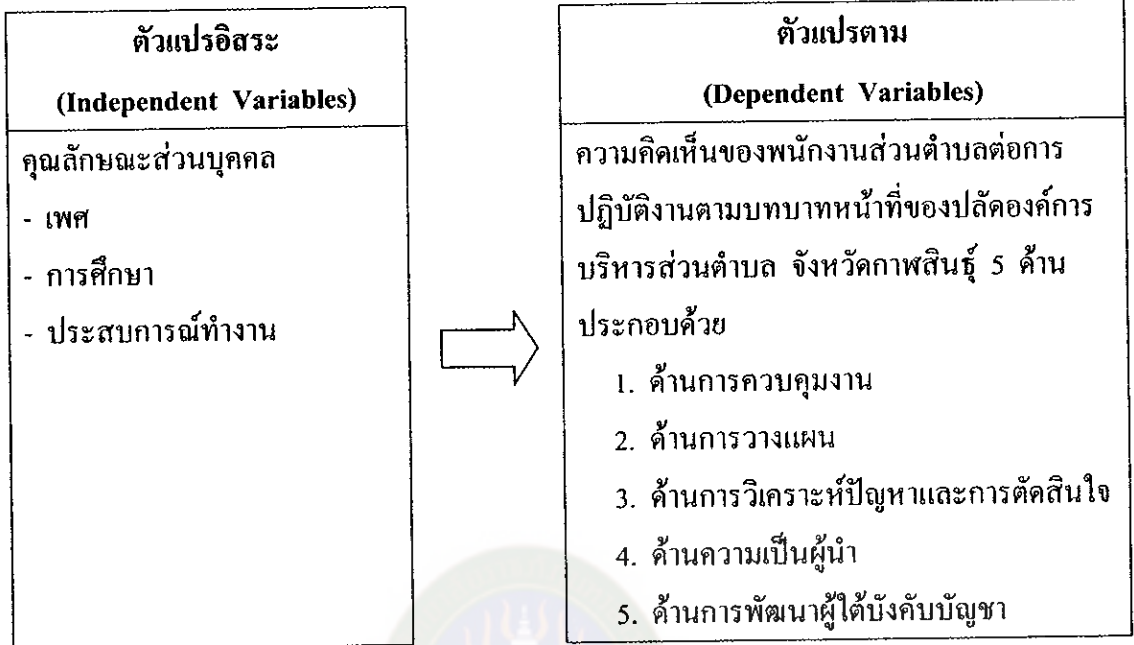 ตัวแปรอิสระ
(Independent Variables)
คุณลักษณะส่วนบุคคล
- เพศ
- การศึกษา
- ประสบการณ์ทำงาน
ตัวแปรตาม
(Dependent Variables)
ความคิดเห็นของพนักงานส่วนตำบลต่อการ
ปฏิบัติงานตามบทบาทหน้าที่ของปลัดองค์การ
บริหารส่วนตำบล จังหวัดกาฬสินธุ์ 5 ด้าน
ประกอบด้วย
1. ด้านการควบคุมงาน
2. ด้านการวางแผน
3. ด้านการวิเคราะห์ปัญหาและการตัดสินใจ
4. ด้านความเป็นผู้นำ
5. ด้านการพัฒนาผู้ใต้บังคับบัญชา